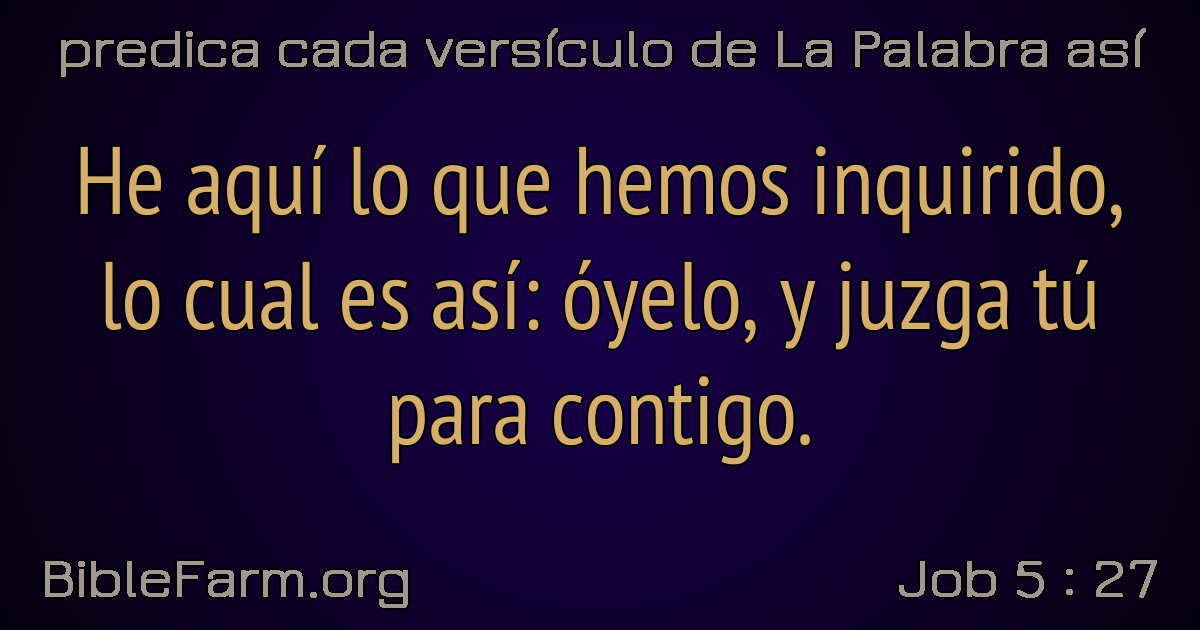 predica cada versículo de La Palabra así
He aquí lo que hemos inquirido,
lo cual es así: óyelo, y juzga tú
para contigo.
BibleFarm.org
Job 5 : 27